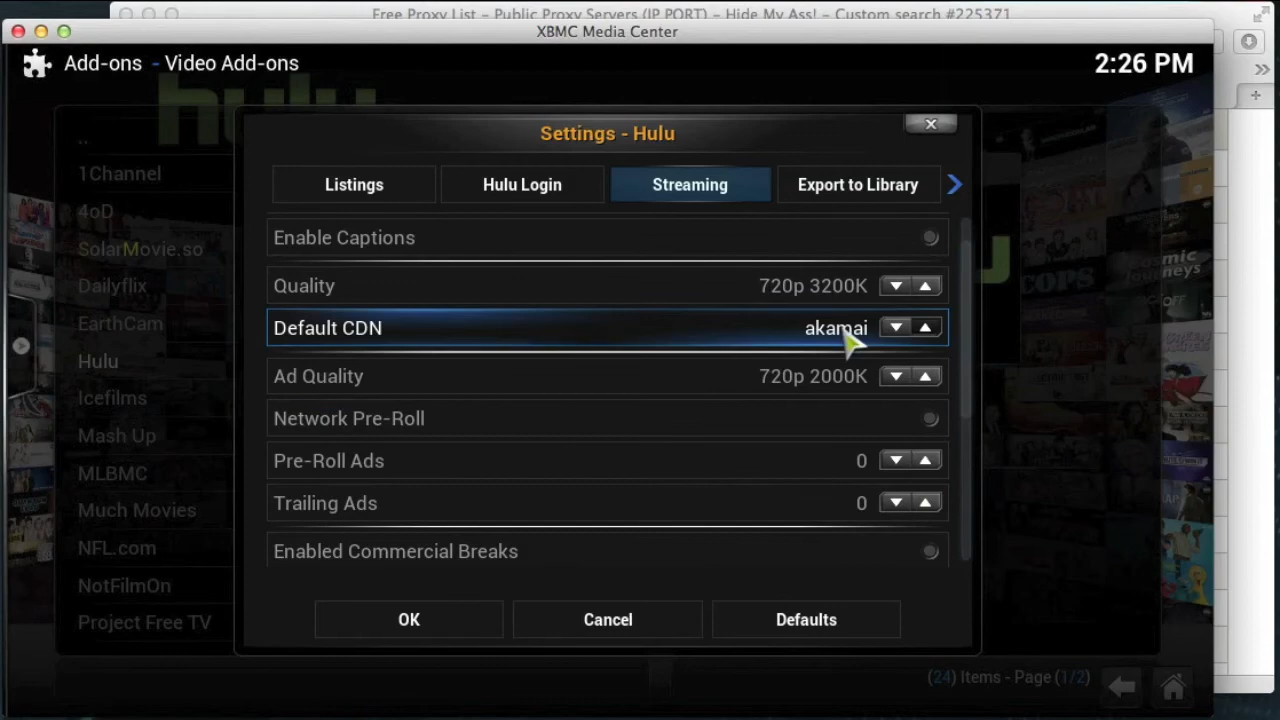 Free Proxy List – Public Proxy Servers (IP PORT) – Hide My Ass! – Custom search #225371
XBMC Media Center
Add-ons - Video Add-ons
2:26 PM
hulu
Settings - Hulu
Listings
Hulu Login
Streaming
Export to Library
Enable Captions
Quality 720p 3200K
Default CDN akamai
Ad Quality 720p 2000K
Network Pre-Roll
Pre-Roll Ads 0
Trailing Ads 0
Enabled Commercial Breaks
OK
Cancel
Defaults
..
1Channel
4oD
SolarMovie.so
Dailyflix
EarthCam
Hulu
Icefilms
Mash Up
MLBMC
Much Movies
NFL.com
NotFilmOn
Project Free TV
COPS
(24) Items - Page (1/2)